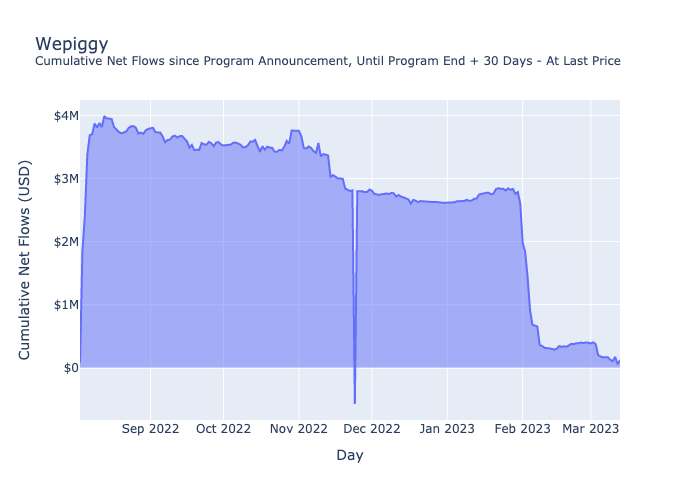 Wepiggy
Cumulative Net Flows since Program Announcement, Until Program End + 30 Days - At Last Price
Cumulative Net Flows (USD)
$4M
$3M
$2M
$1M
$0
Sep 2022 Oct 2022 Nov 2022 Dec 2022 Jan 2023 Feb 2023 Mar 2023
Day